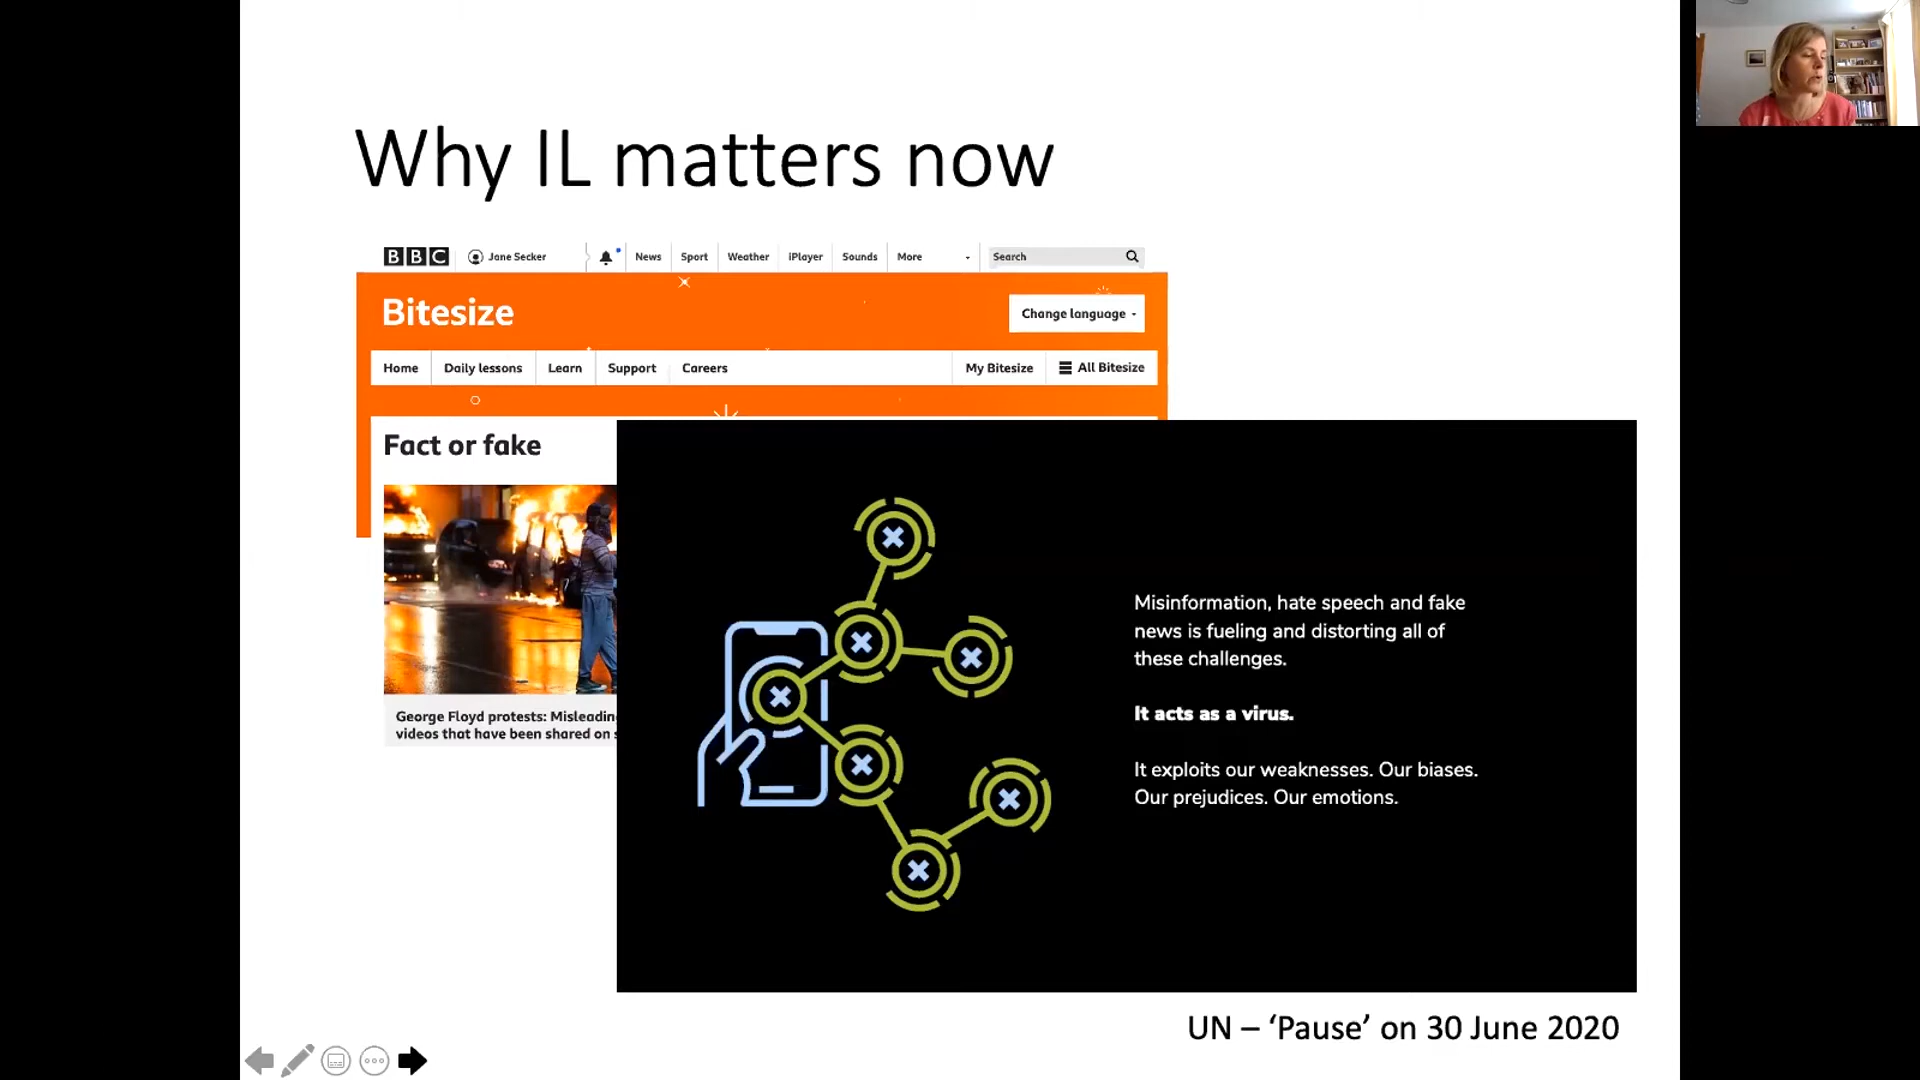 Why IL matters now
BBC Jane Secker News Sport Weather iPlayer Sounds More Search
Bitesize
Change language
Home Daily lessons Learn Support Careers My Bitesize All Bitesize
Fact or fake
George Floyd protests:
videos that have been shared on
Misinformation, hate speech and fake
news is fueling and distorting all of
these challenges.
It acts as a virus.
It exploits our weaknesses. Our biases.
Our prejudices. Our emotions.
UN – ‘Pause’ on 30 June 2020